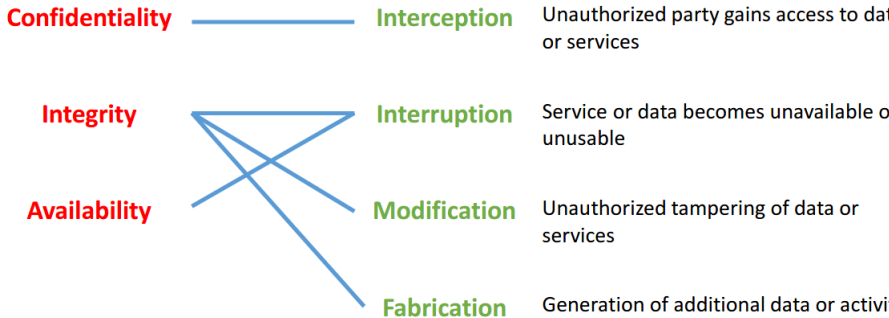 Confidentiality Interception Unauthorized party gains access to
or services
Integrity Interruption Service or data becomes unavailable
unusable
Availability Modification Unauthorized tampering of data or
services
Fabrication Generation of additional data or